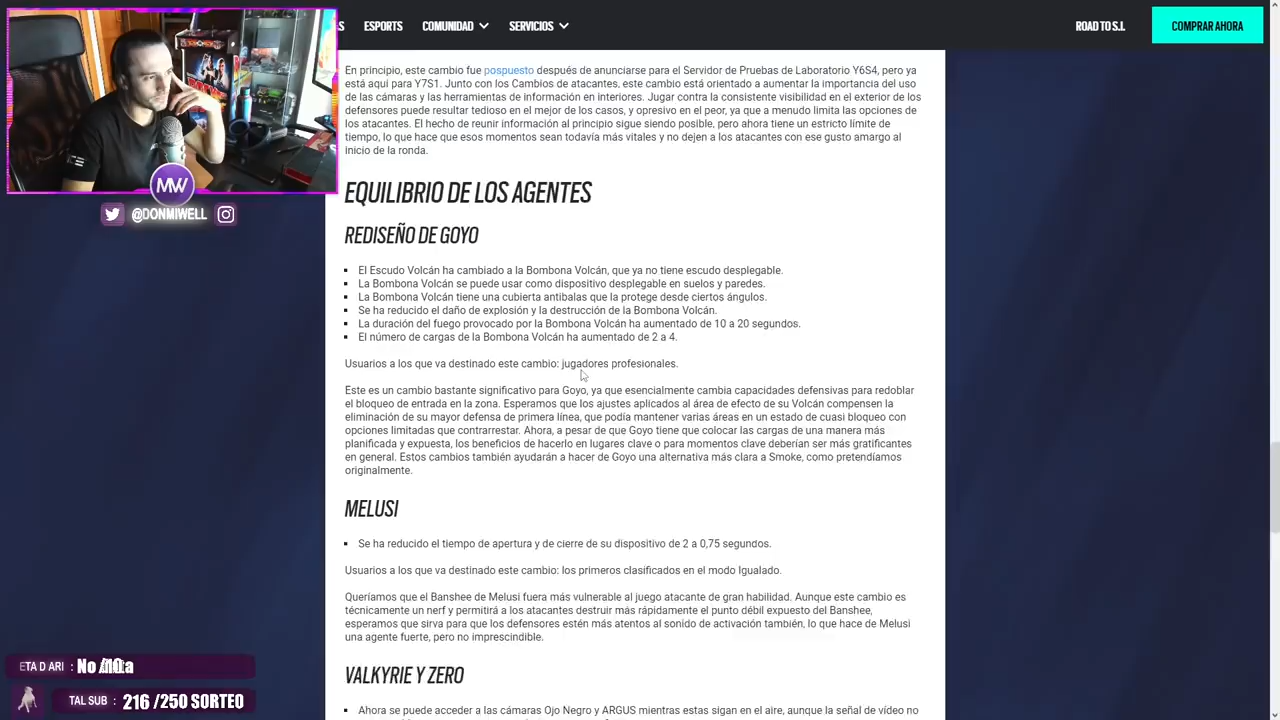 ESPORTS COMUNIDAD SERVICIOS ROAD TO S.I. COMPRAR AHORA
En principio, este cambio fue pospuesto después de anunciarse para el Servidor de Pruebas de Laboratorio Y6S4, pero ya
está aquí para Y7S1. Junto con los Cambios de atacantes, este cambio está orientado a aumentar la importancia del uso
de las cámaras y las herramientas de información en interiores. Jugar contra la consistente visibilidad en el exterior de los
defensores puede resultar tedioso en el mejor de los casos, y opresivo en el peor, ya que a menudo limita las opciones de
los atacantes. El hecho de reunir información al principio sigue siendo posible, pero ahora tiene un estricto límite de
tiempo, lo que hace que esos momentos sean todavía más vitales y no dejen a los atacantes con ese gusto amargo al
inicio de la ronda.
MW
@DONMIWELL
EQUILIBRIO DE LOS AGENTES
REDISEÑO DE GOYO
El Escudo Volcán ha cambiado a la Bombona Volcán, que ya no tiene escudo desplegable.
La Bombona Volcán se puede usar como dispositivo desplegable en suelos y paredes.
La Bombona Volcán tiene una cubierta antibalas que la protege desde ciertos ángulos.
Se ha reducido el daño de explosión y la destrucción de la Bombona Volcán.
La duración del fuego provocado por la Bombona Volcán ha aumentado de 10 a 20 segundos.
El número de cargas de la Bombona Volcán ha aumentado de 2 a 4.
Usuarios a los que va destinado este cambio: jugadores profesionales.
Este es un cambio bastante significativo para Goyo, ya que esencialmente cambia capacidades defensivas para redoblar
el bloqueo de entrada en la zona. Esperamos que los ajustes aplicados al área de efecto de su Volcán compensen la
eliminación de su mayor defensa de primera línea, que podía mantener varias áreas en un estado de cuasi bloqueo con
opciones limitadas que contrarrestar. Ahora, a pesar de que Goyo tiene que colocar las cargas de una manera más
planificada y expuesta, los beneficios de hacerlo en lugares clave o para momentos clave deberían ser más gratificantes
en general. Estos cambios también ayudarán a hacer de Goyo una alternativa más clara a Smoke, como pretendíamos
originalmente.
MELUSI
Se ha reducido el tiempo de apertura y de cierre de su dispositivo de 2 a 0,75 segundos.
Usuarios a los que va destinado este cambio: los primeros clasificados en el modo Igualado.
Queríamos que el Banshee de Melusi fuera más vulnerable al juego atacante de gran habilidad. Aunque este cambio es
técnicamente un nerf y permitirá a los atacantes destruir más rápidamente el punto débil expuesto del Banshee,
esperamos que sirva para que los defensores estén más atentos al sonido de activación también, lo que hace de Melusi
una agente fuerte, pero no imprescindible.
VALKYRIE Y ZERO
Ahora se puede acceder a las cámaras Ojo Negro y ARGUS mientras estas sigan en el aire, aunque la señal de vídeo no
ETA D ARI : No
TAL SUB : 216 /250 SORTEO